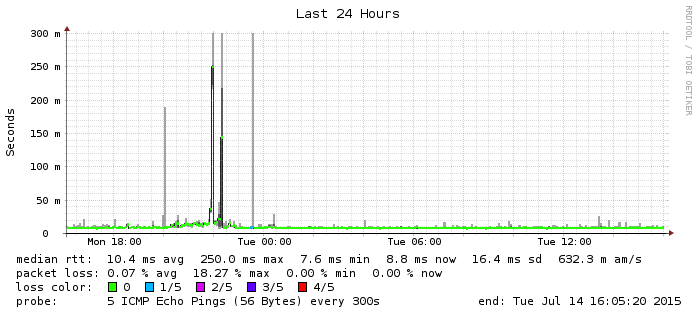 Last 24 Hours
RRDTOOL / TOBI OETIKER
Seconds
300 m
250 m
200 m
150 m
100 m
50 m
0
Mon 18:00 Tue 00:00 Tue 06:00 Tue 12:00
median rtt: 10.4 ms avg 250.0 ms max 7.6 ms min 8.8 ms now 16.4 ms sd 632.3 m am/s
packet loss: 0.07 % avg 18.27 % max 0.00 % min 0.00 % now
loss color: 0 1/5 2/5 3/5 4/5
probe: 5 ICMP Echo Pings (56 Bytes) every 300s end: Tue Jul 14 16:05:20 2015